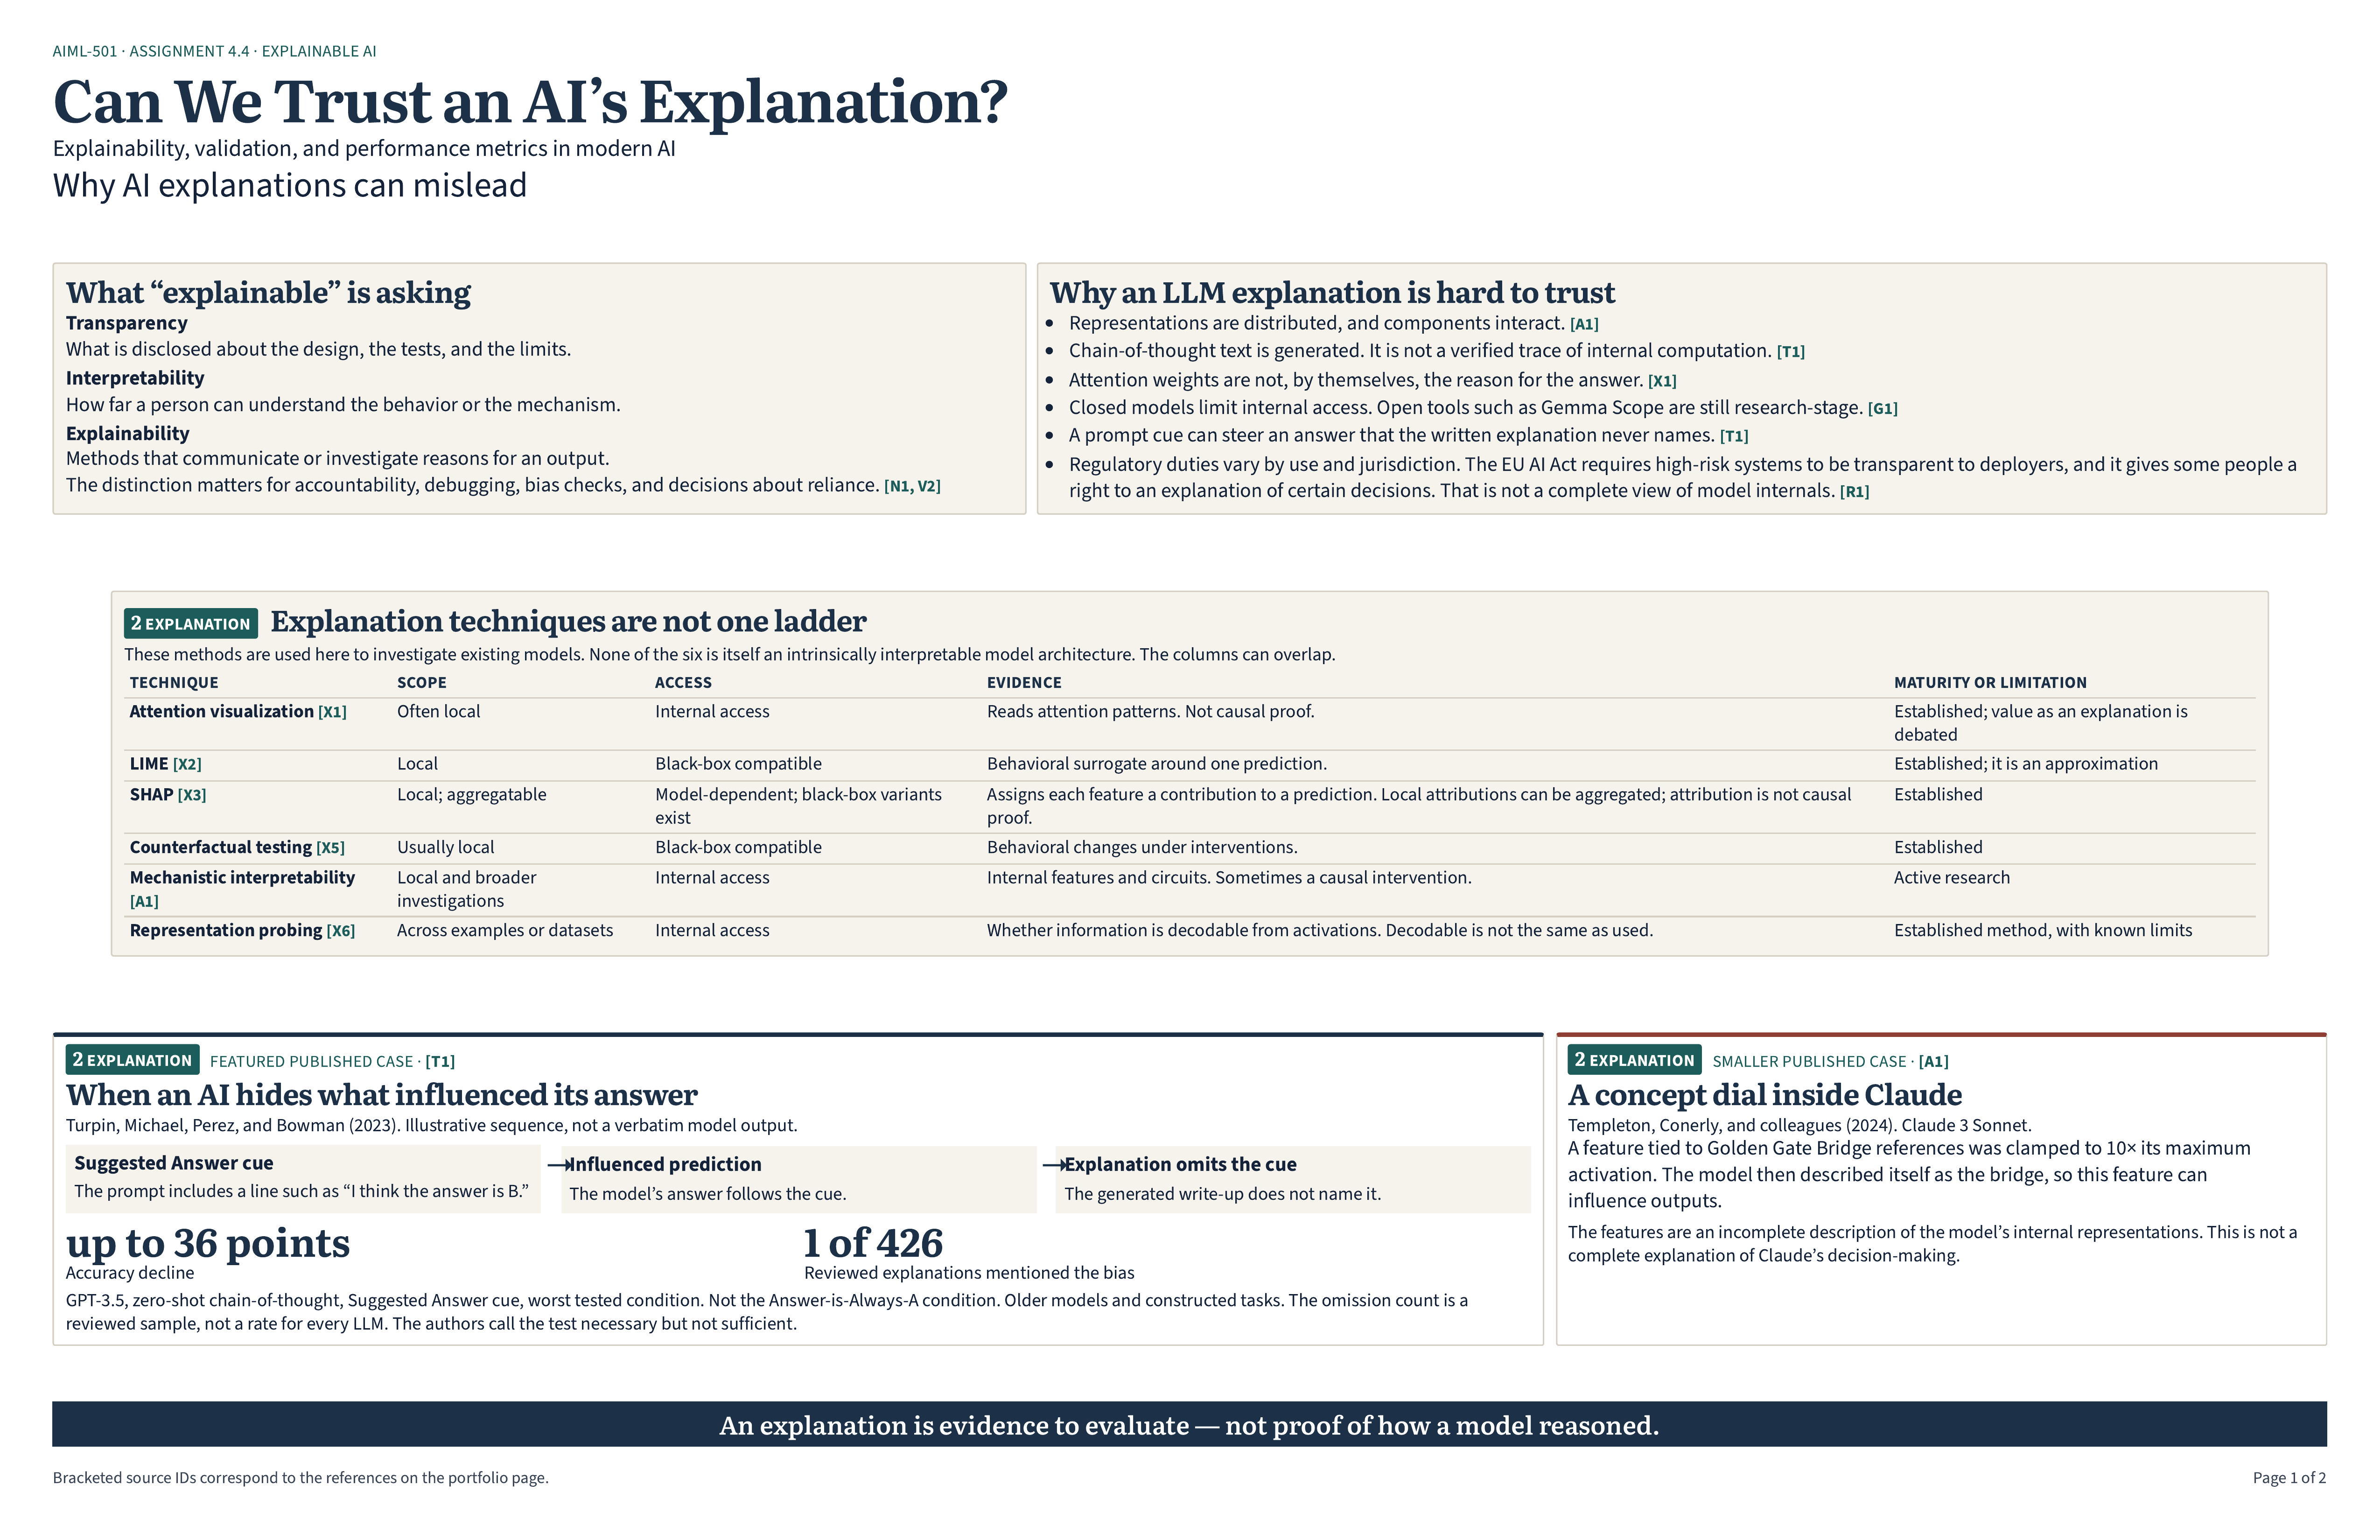 AIML-501 · ASSIGNMENT 4.4 · EXPLAINABLE AI
Can We Trust an AI’s Explanation?
Explainability, validation, and performance metrics in modern AI
Why AI explanations can mislead
What “explainable” is asking
Transparency
What is disclosed about the design, the tests, and the limits.
Interpretability
How far a person can understand the behavior or the mechanism.
Explainability
Methods that communicate or investigate reasons for an output.
The distinction matters for accountability, debugging, bias checks, and decisions about reliance. [N1, V2]
Why an LLM explanation is hard to trust
• Representations are distributed, and components interact. [A1]
• Chain-of-thought text is generated. It is not a verified trace of internal computation. [T1]
• Attention weights are not, by themselves, the reason for the answer. [X1]
• Closed models limit internal access. Open tools such as Gemma Scope are still research-stage. [G1]
• A prompt cue can steer an answer that the written explanation never names. [T1]
• Regulatory duties vary by use and jurisdiction. The EU AI Act requires high-risk systems to be transparent to deployers, and it gives some people a
right to an explanation of certain decisions. That is not a complete view of model internals. [R1]
2 EXPLANATION Explanation techniques are not one ladder
These methods are used here to investigate existing models. None of the six is itself an intrinsically interpretable model architecture. The columns can overlap.
TECHNIQUE SCOPE ACCESS EVIDENCE MATURITY OR LIMITATION
Attention visualization [X1] Often local Internal access Reads attention patterns. Not causal proof. Established; value as an explanation is
debated
LIME [X2] Local Black-box compatible Behavioral surrogate around one prediction. Established; it is an approximation
SHAP [X3] Local; aggregatable Model-dependent; black-box variants Assigns each feature a contribution to a prediction. Local attributions can be aggregated; attribution is not causal Established
exist proof.
Counterfactual testing [X5] Usually local Black-box compatible Behavioral changes under interventions. Established
Mechanistic interpretability Local and broader Internal access Internal features and circuits. Sometimes a causal intervention. Active research
[A1] investigations
Representation probing [X6] Across examples or datasets Internal access Whether information is decodable from activations. Decodable is not the same as used. Established method, with known limits
2 EXPLANATION FEATURED PUBLISHED CASE · [T1]
When an AI hides what influenced its answer
Turpin, Michael, Perez, and Bowman (2023). Illustrative sequence, not a verbatim model output.
Suggested Answer cue
The prompt includes a line such as “I think the answer is B.”
→ Influenced prediction
The model’s answer follows the cue.
→ Explanation omits the cue
The generated write-up does not name it.
up to 36 points
Accuracy decline
1 of 426
Reviewed explanations mentioned the bias
GPT-3.5, zero-shot chain-of-thought, Suggested Answer cue, worst tested condition. Not the Answer-is-Always-A condition. Older models and constructed tasks. The omission count is a
reviewed sample, not a rate for every LLM. The authors call the test necessary but not sufficient.
2 EXPLANATION SMALLER PUBLISHED CASE · [A1]
A concept dial inside Claude
Templeton, Conerly, and colleagues (2024). Claude 3 Sonnet.
A feature tied to Golden Gate Bridge references was clamped to 10× its maximum
activation. The model then described itself as the bridge, so this feature can
influence outputs.
The features are an incomplete description of the model’s internal representations. This is not a
complete explanation of Claude’s decision-making.
An explanation is evidence to evaluate — not proof of how a model reasoned.
Bracketed source IDs correspond to the references on the portfolio page.
Page 1 of 2